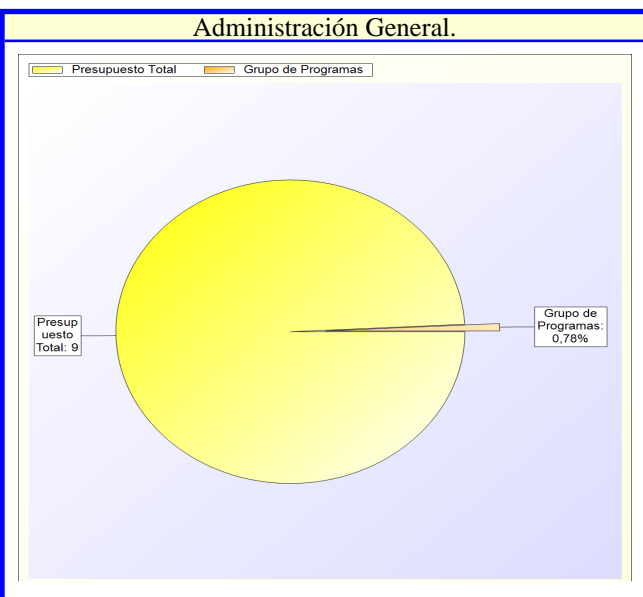 Administración General.
Presupuesto Total
Grupo de Programas
Presup
uesto
Total: 9
Grupo de
Programas:
0,78%